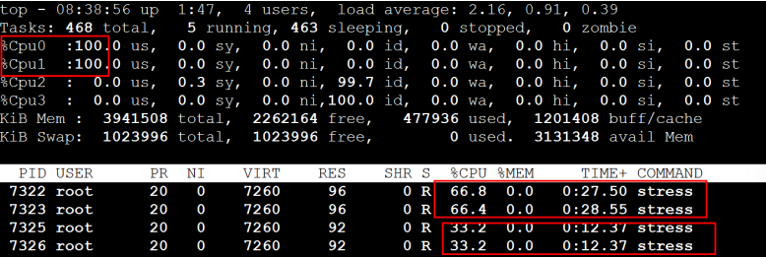 top - 08:38:56 up  1:47,  4 users,  load average: 2.16, 0.91, 0.39
Tasks: 468 total,   5 running, 463 sleeping,   0 stopped,   0 zombie
%Cpu0  :100.0 us,  0.0 sy,  0.0 ni,  0.0 id,  0.0 wa,  0.0 hi,  0.0 si,  0.0 st
%Cpu1  :100.0 us,  0.0 sy,  0.0 ni,  0.0 id,  0.0 wa,  0.0 hi,  0.0 si,  0.0 st
%Cpu2  :  0.0 us,  0.3 sy,  0.0 ni, 99.7 id,  0.0 wa,  0.0 hi,  0.0 si,  0.0 st
%Cpu3  :  0.0 us,  0.0 sy,  0.0 ni,100.0 id,  0.0 wa,  0.0 hi,  0.0 si,  0.0 st
KiB Mem :  3941508 total,  2262164 free,   477936 used,  1201408 buff/cache
KiB Swap:  1023996 total,  1023996 free,        0 used.  3131348 avail Mem
PID USER      PR  NI    VIRT    RES    SHR S  %CPU %MEM     TIME+ COMMAND
7322 root      20   0    7260     96      0 R  66.8  0.0   0:27.50 stress
7323 root      20   0    7260     96      0 R  66.4  0.0   0:28.55 stress
7325 root      20   0    7260     92      0 R  33.2  0.0   0:12.37 stress
7326 root      20   0    7260     92      0 R  33.2  0.0   0:12.37 stress